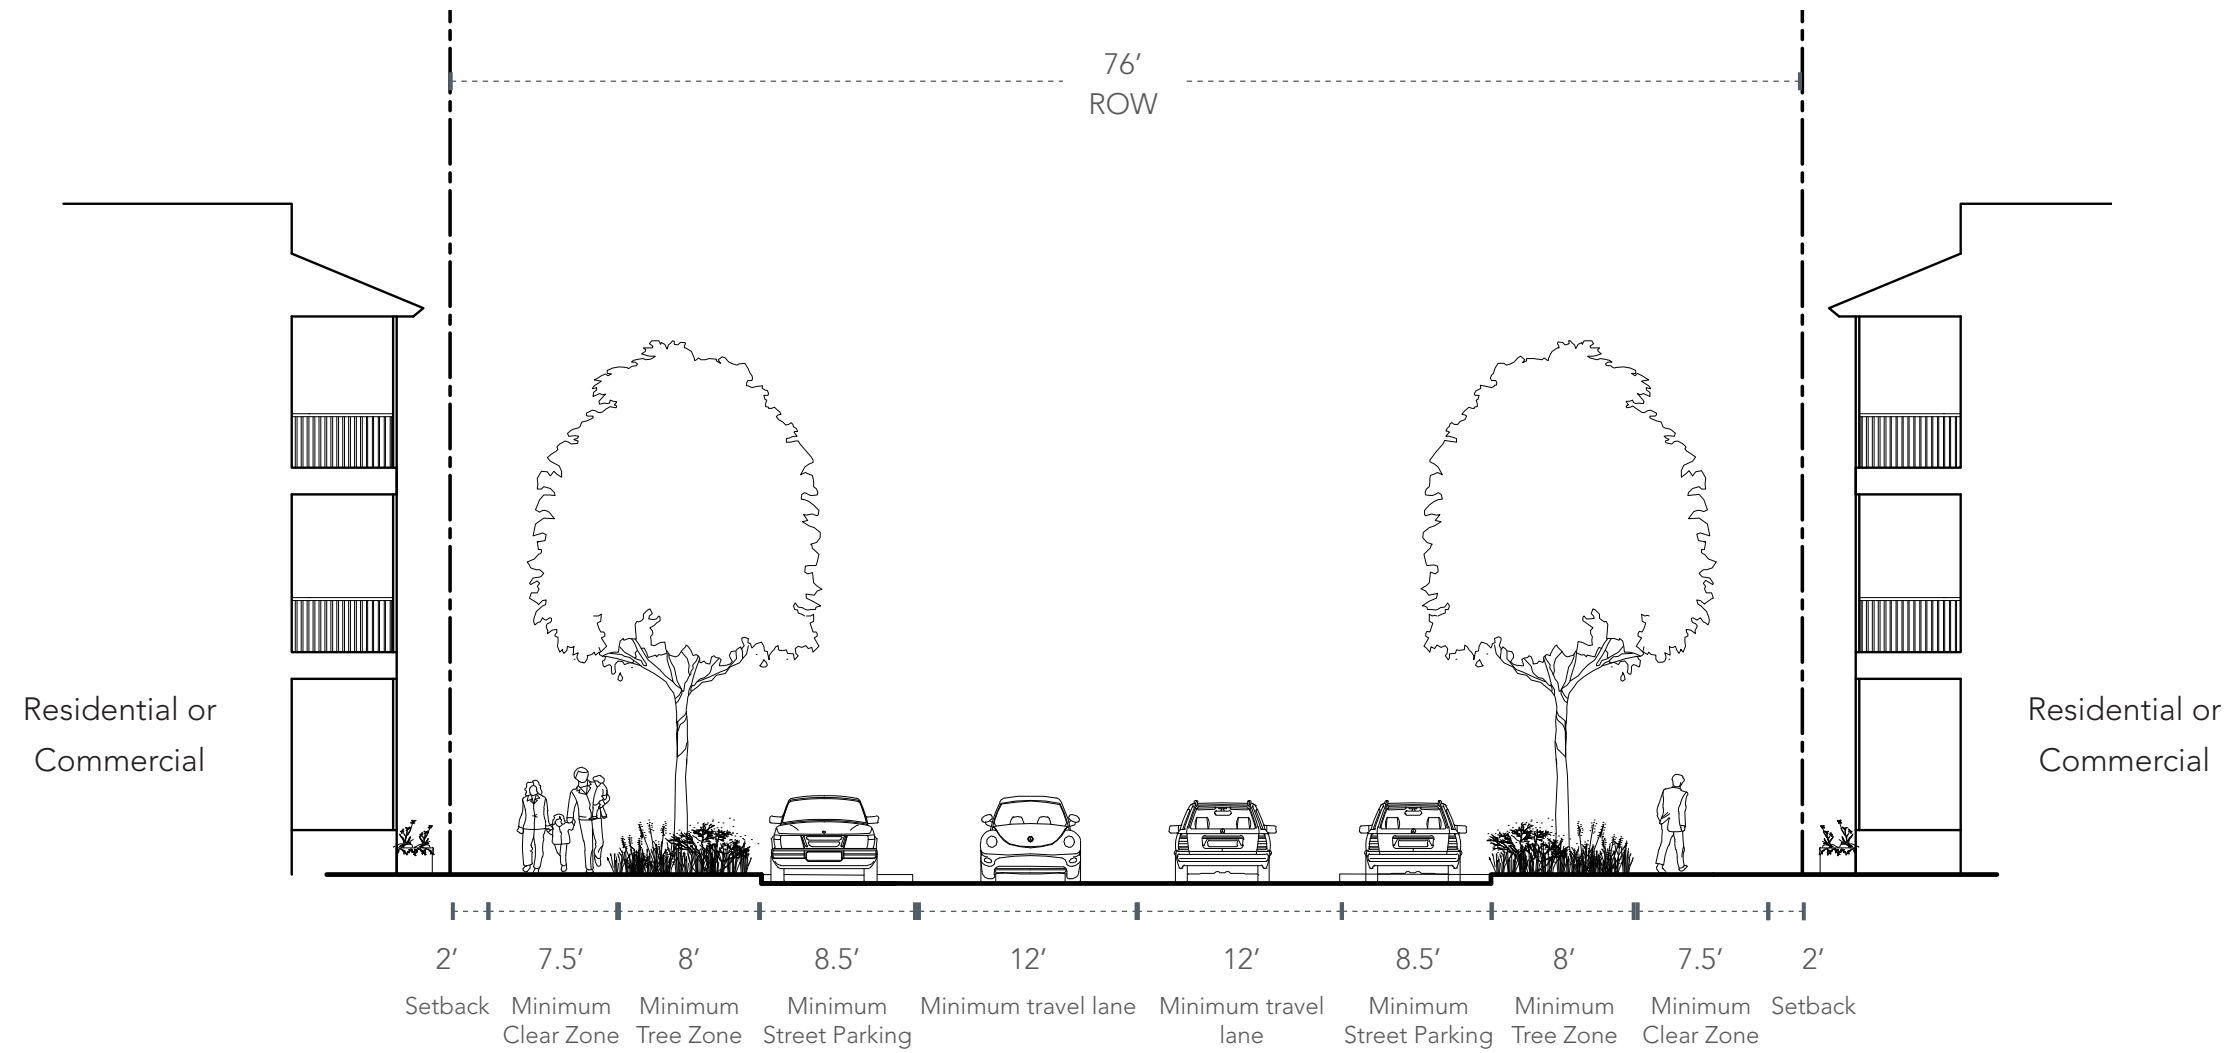 76’
ROW
Residential or
Commercial
Residential or
Commercial
2’ 7.5’ 8’ 8.5’ 12’ 12’ 8.5’ 8’ 7.5’ 2’
Setback Minimum Minimum Minimum Minimum travel lane Minimum travel Minimum Minimum Minimum Setback
Clear Zone Tree Zone Street Parking lane Street Parking Tree Zone Clear Zone